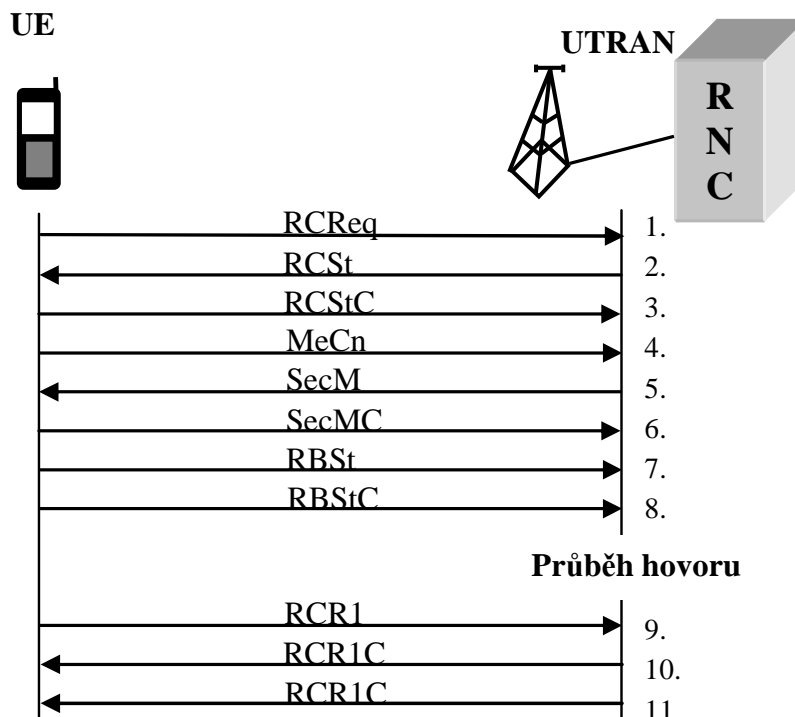 UE
UTRAN
R
N
C
RCReq 1.
RCSt 2.
RCStC 3.
MeCn 4.
SecM 5.
SecMC 6.
RBSt 7.
RBStC 8.
Průběh hovoru
RCR1 9.
RCR1C 10.
RCR1C 11